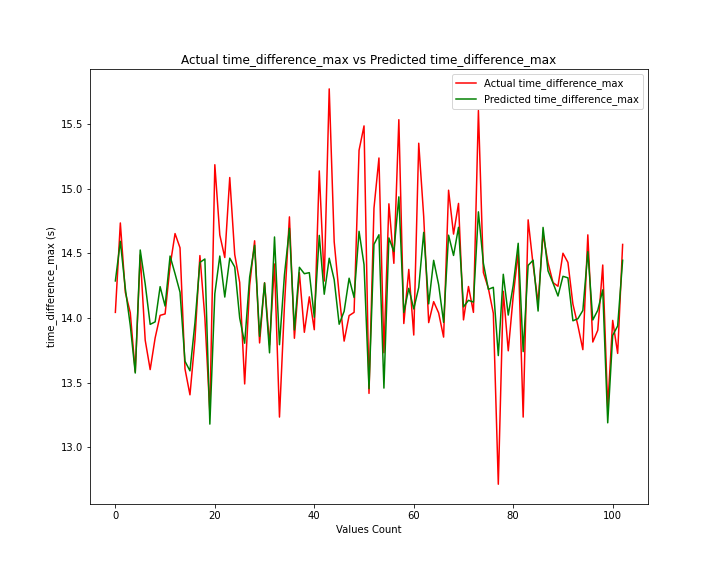 Actual time_difference_max vs Predicted time_difference_max
Actual time_difference_max
Predicted time_difference_max
time_difference_max (s)
15.5
15.0
14.5
14.0
13.5
13.0
0 20 40 60 80 100
Values Count